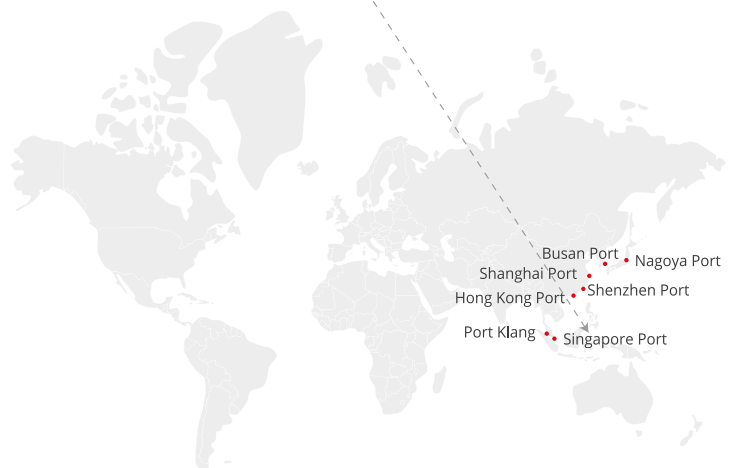 Busan Port
Nagoya Port
Shanghai Port
Shenzhen Port
Hong Kong Port
Port Klang
Singapore Port